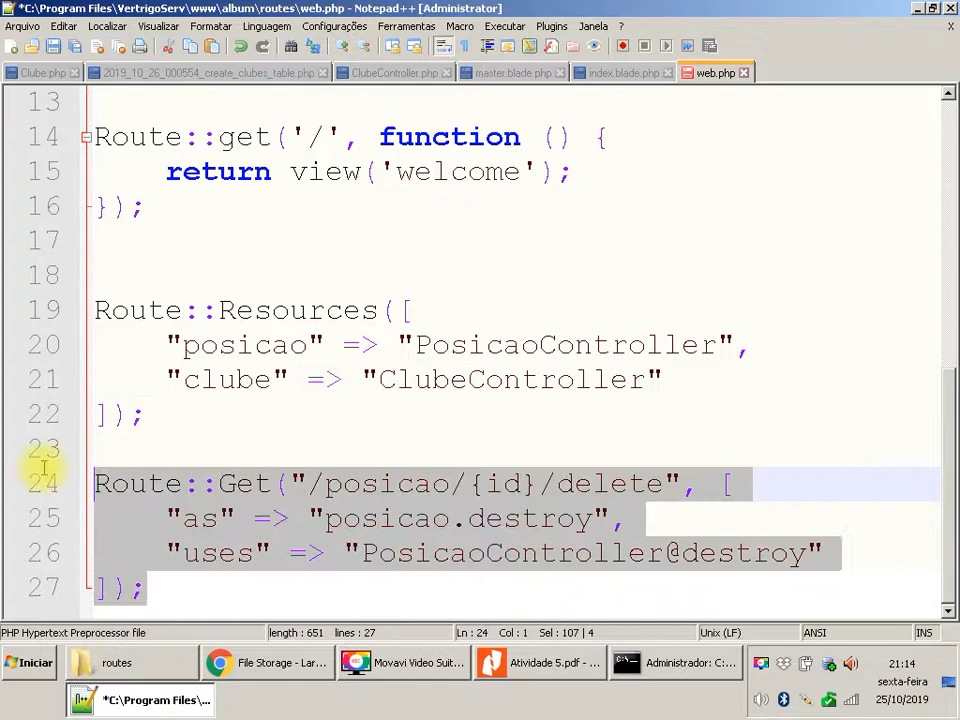 *C:\Program Files\VertrigoServ\www\album\routes\web.php - Notepad++ [Administrator]
Arquivo Editar Localizar Visualizar Formatar Linguagem Configurações Ferramentas Macro Executar Plugins Janela ? X
Clube.php 2019_10_26_000554_create_clubes_table.php ClubeController.php master.blade.php index.blade.php web.php
13
14 Route::get('/', function () {
15 return view('welcome');
16 });
17
18
19 Route::Resources([
20 "posicao" => "PosicaoController",
21 "clube" => "ClubeController"
22 ]);
23
24 Route::Get("/posicao/{id}/delete", [
25 "as" => "posicao.destroy",
26 "uses" => "PosicaoController@destroy"
27 ]);
PHP Hypertext Preprocessor file length : 651 lines : 27 Ln : 24 Col : 1 Sel : 107 | 4 Unix (LF) ANSI INS
Iniciar routes File Storage - Lar... Movavi Video Suit... Atividade 5.pdf - ... Administrador: C:... 21:14
sexta-feira
*C:\Program Files\... 25/10/2019